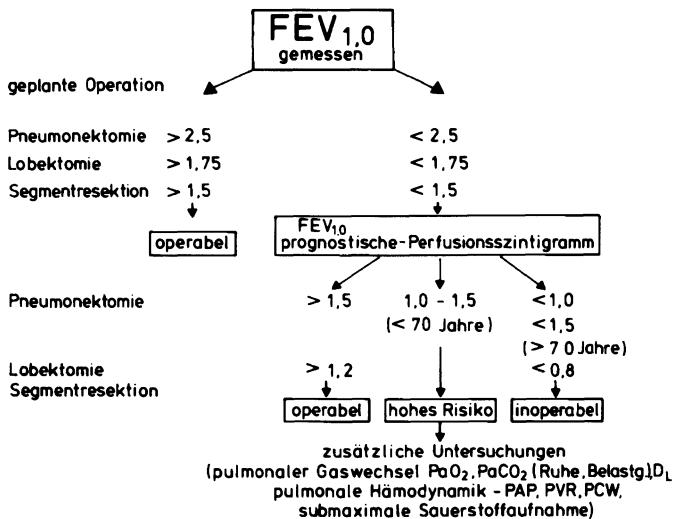 FEV1,0
gemessen
geplante Operation
Pneumonektomie > 2,5 < 2,5
Lobektomie > 1,75 < 1,75
Segmentresektion > 1,5 < 1,5
operabel
FEV1,0
prognostische-Perfusionsszintigramm
Pneumonektomie > 1,5 1,0 - 1,5 <1,0
(< 70 Jahre) <1,5
(> 70 Jahre)
Lobektomie > 1,2 < 0,8
Segmentresektion
operabel hohes Risiko inoperabel
zusätzliche Untersuchungen
(pulmonaler Gaswechsel PaO2, PaCO2 (Ruhe, Belastg.), DL
pulmonale Hämodynamik - PAP, PVR, PCW,
submaximale Sauerstoffaufnahme)